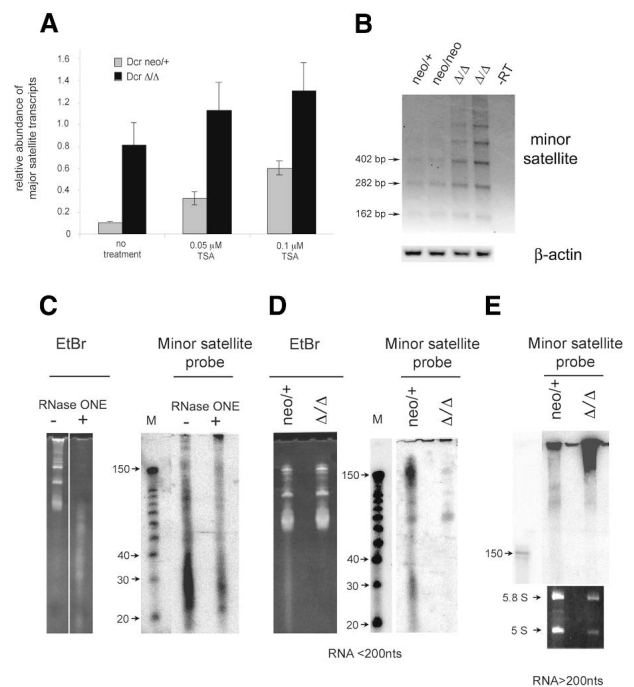 A
relative abundance of
major satellite transcripts
1.6
1.4
1.2
1.0
0.8
0.6
0.4
0.2
0
Dcr neo/+
Dcr Δ/Δ
no
treatment
0.05 µM
TSA
0.1 µM
TSA
B
neo/+
neo/neo
Δ/Δ
Δ/Δ
-RT
402 bp
282 bp
162 bp
minor
satellite
β-actin
C
EtBr
Minor satellite
probe
RNase ONE
- +
M
RNase ONE
- +
150
40
30
20
D
EtBr
Minor satellite
probe
neo/+
Δ/Δ
M
neo/+
Δ/Δ
150
40
30
20
RNA <200nts
E
Minor satellite
probe
neo/+
Δ/Δ
150
5.8 S
5 S
RNA>200nts